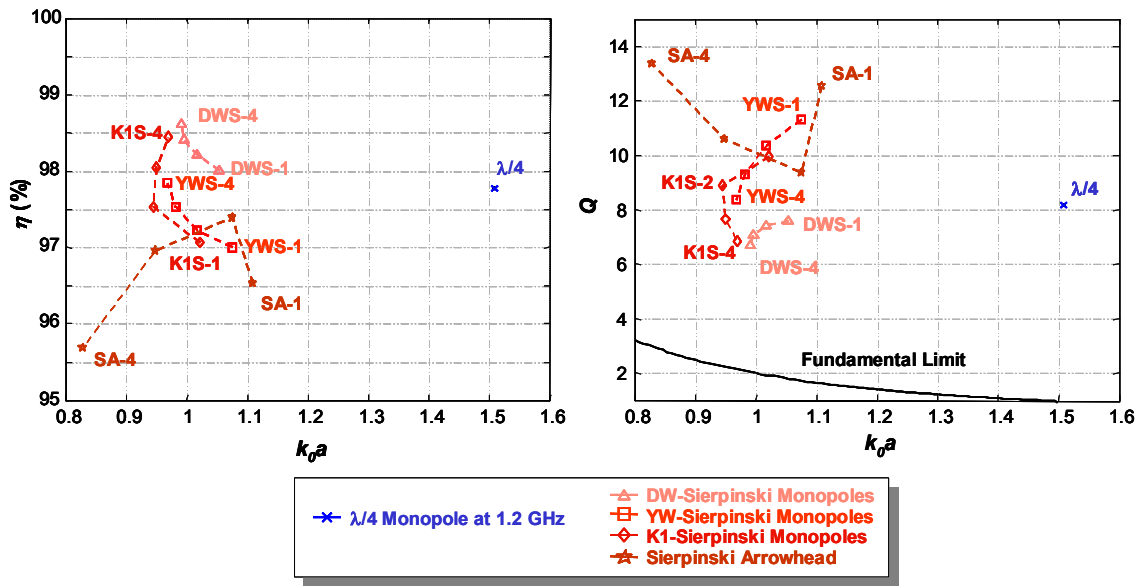 100
99
98
97
96
95
0.8 0.9 1 1.1 1.2 1.3 1.4 1.5 1.6
η (%)
k₀a
DWS-4
K1S-4
DWS-1
λ/4
YWS-4
YWS-1
K1S-1
SA-1
SA-4
14
12
10
8
6
4
2
0.8 0.9 1 1.1 1.2 1.3 1.4 1.5 1.6
Q
k₀a
SA-4
SA-1
YWS-1
K1S-2
λ/4
YWS-4
DWS-1
K1S-4
DWS-4
Fundamental Limit
λ/4 Monopole at 1.2 GHz
DW-Sierpinski Monopoles
YW-Sierpinski Monopoles
K1-Sierpinski Monopoles
Sierpinski Arrowhead